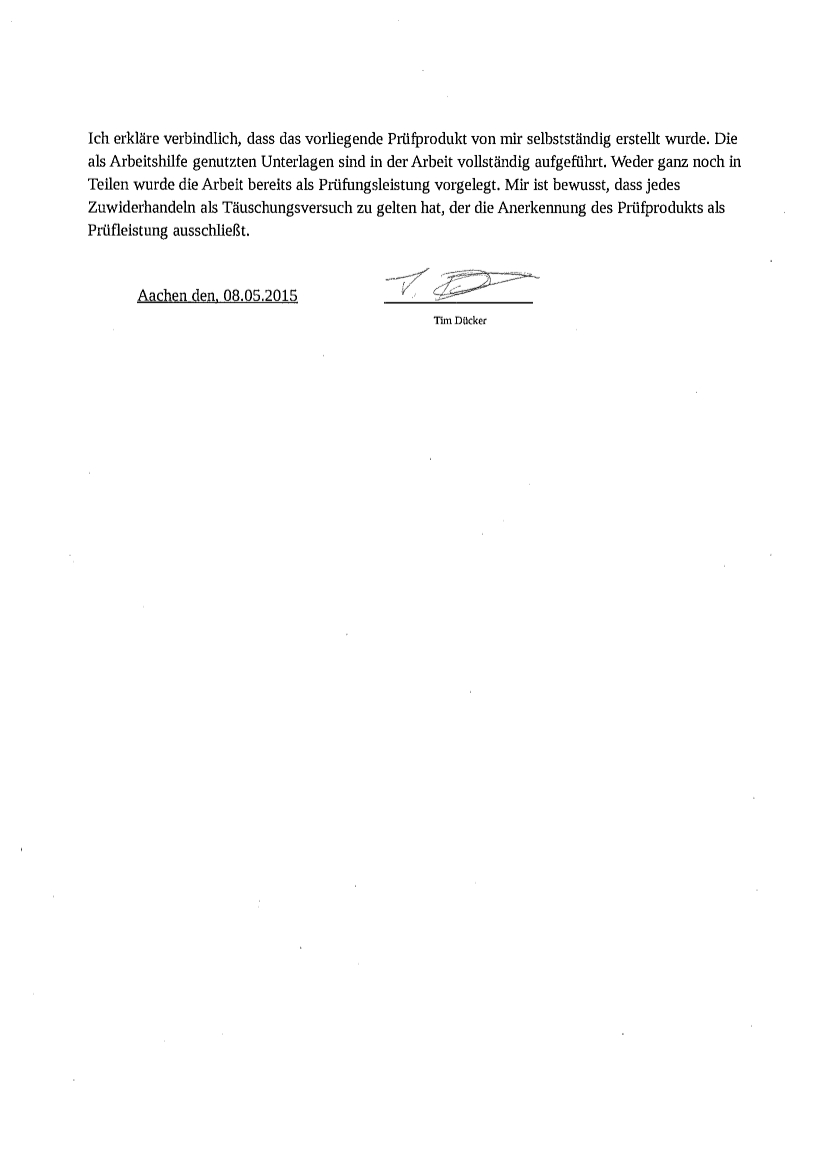 Ich erkläre verbindlich, dass das vorliegende Prüfprodukt von mir selbstständig erstellt wurde. Die
als Arbeitshilfe genutzten Unterlagen sind in der Arbeit vollständig aufgeführt. Weder ganz noch in
Teilen wurde die Arbeit bereits als Prüfungsleistung vorgelegt. Mir ist bewusst, dass jedes
Zuwiderhandeln als Täuschungsversuch zu gelten hat, der die Anerkennung des Prüfprodukts als
Prüfleistung ausschließt.
Aachen den, 08.05.2015
Tim Dücker